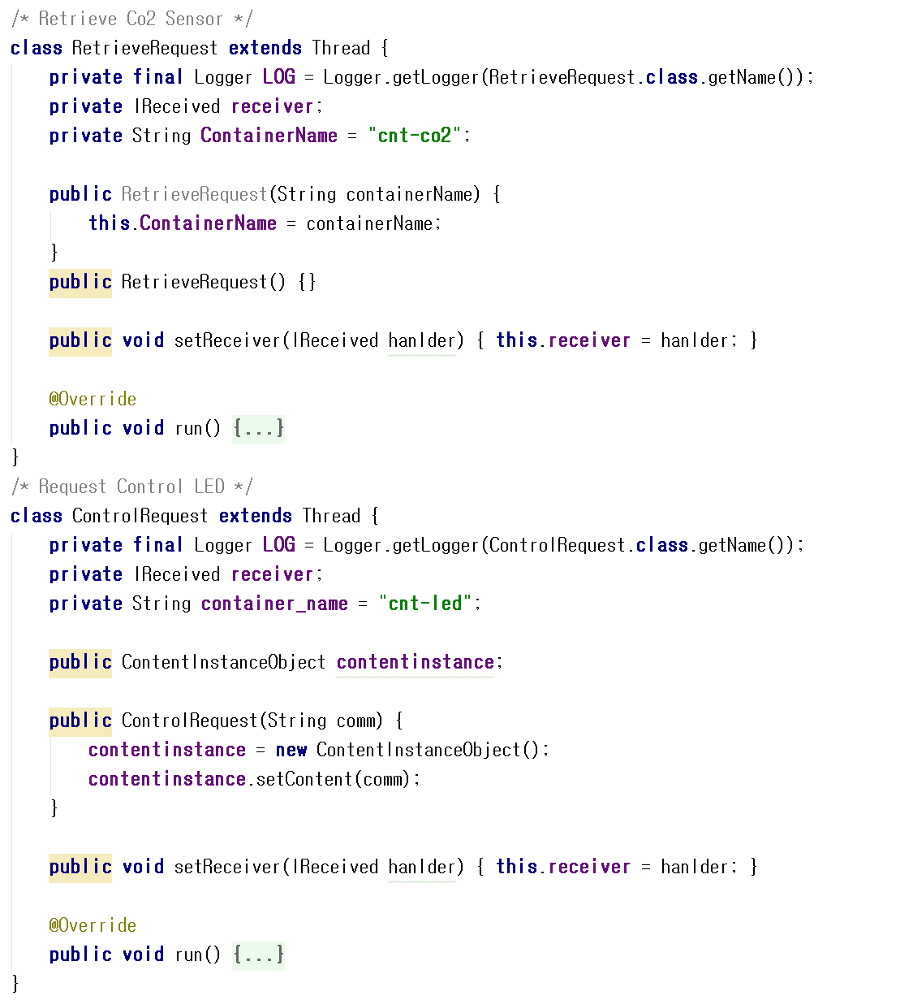 /* Retrieve Co2 Sensor */
class RetrieveRequest extends Thread {
    private final Logger LOG = Logger.getLogger(RetrieveRequest.class.getName());
    private IReceived receiver;
    private String ContainerName = "cnt-co2";

    public RetrieveRequest(String containerName) {
        this.ContainerName = containerName;
    }
    public RetrieveRequest() {}

    public void setReceiver(IReceived hanlder) { this.receiver = hanlder; }

    @Override
    public void run() {...}
}
/* Request Control LED */
class ControlRequest extends Thread {
    private final Logger LOG = Logger.getLogger(ControlRequest.class.getName());
    private IReceived receiver;
    private String container_name = "cnt-led";

    public ContentInstanceObject contentinstance;

    public ControlRequest(String comm) {
        contentinstance = new ContentInstanceObject();
        contentinstance.setContent(comm);
    }

    public void setReceiver(IReceived hanlder) { this.receiver = hanlder; }

    @Override
    public void run() {...}
}